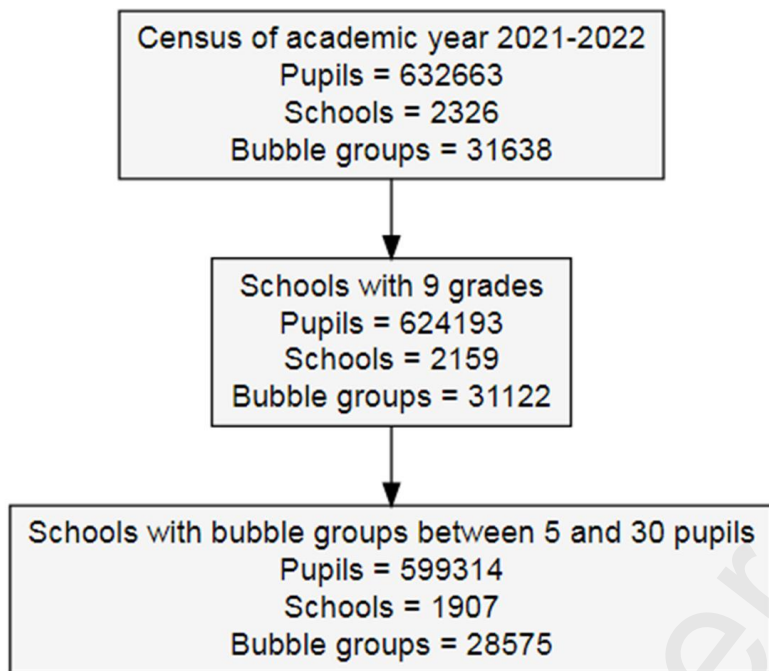 Census of academic year 2021-2022
Pupils = 632663
Schools = 2326
Bubble groups = 31638
Schools with 9 grades
Pupils = 624193
Schools = 2159
Bubble groups = 31122
Schools with bubble groups between 5 and 30 pupils
Pupils = 599314
Schools = 1907
Bubble groups = 28575